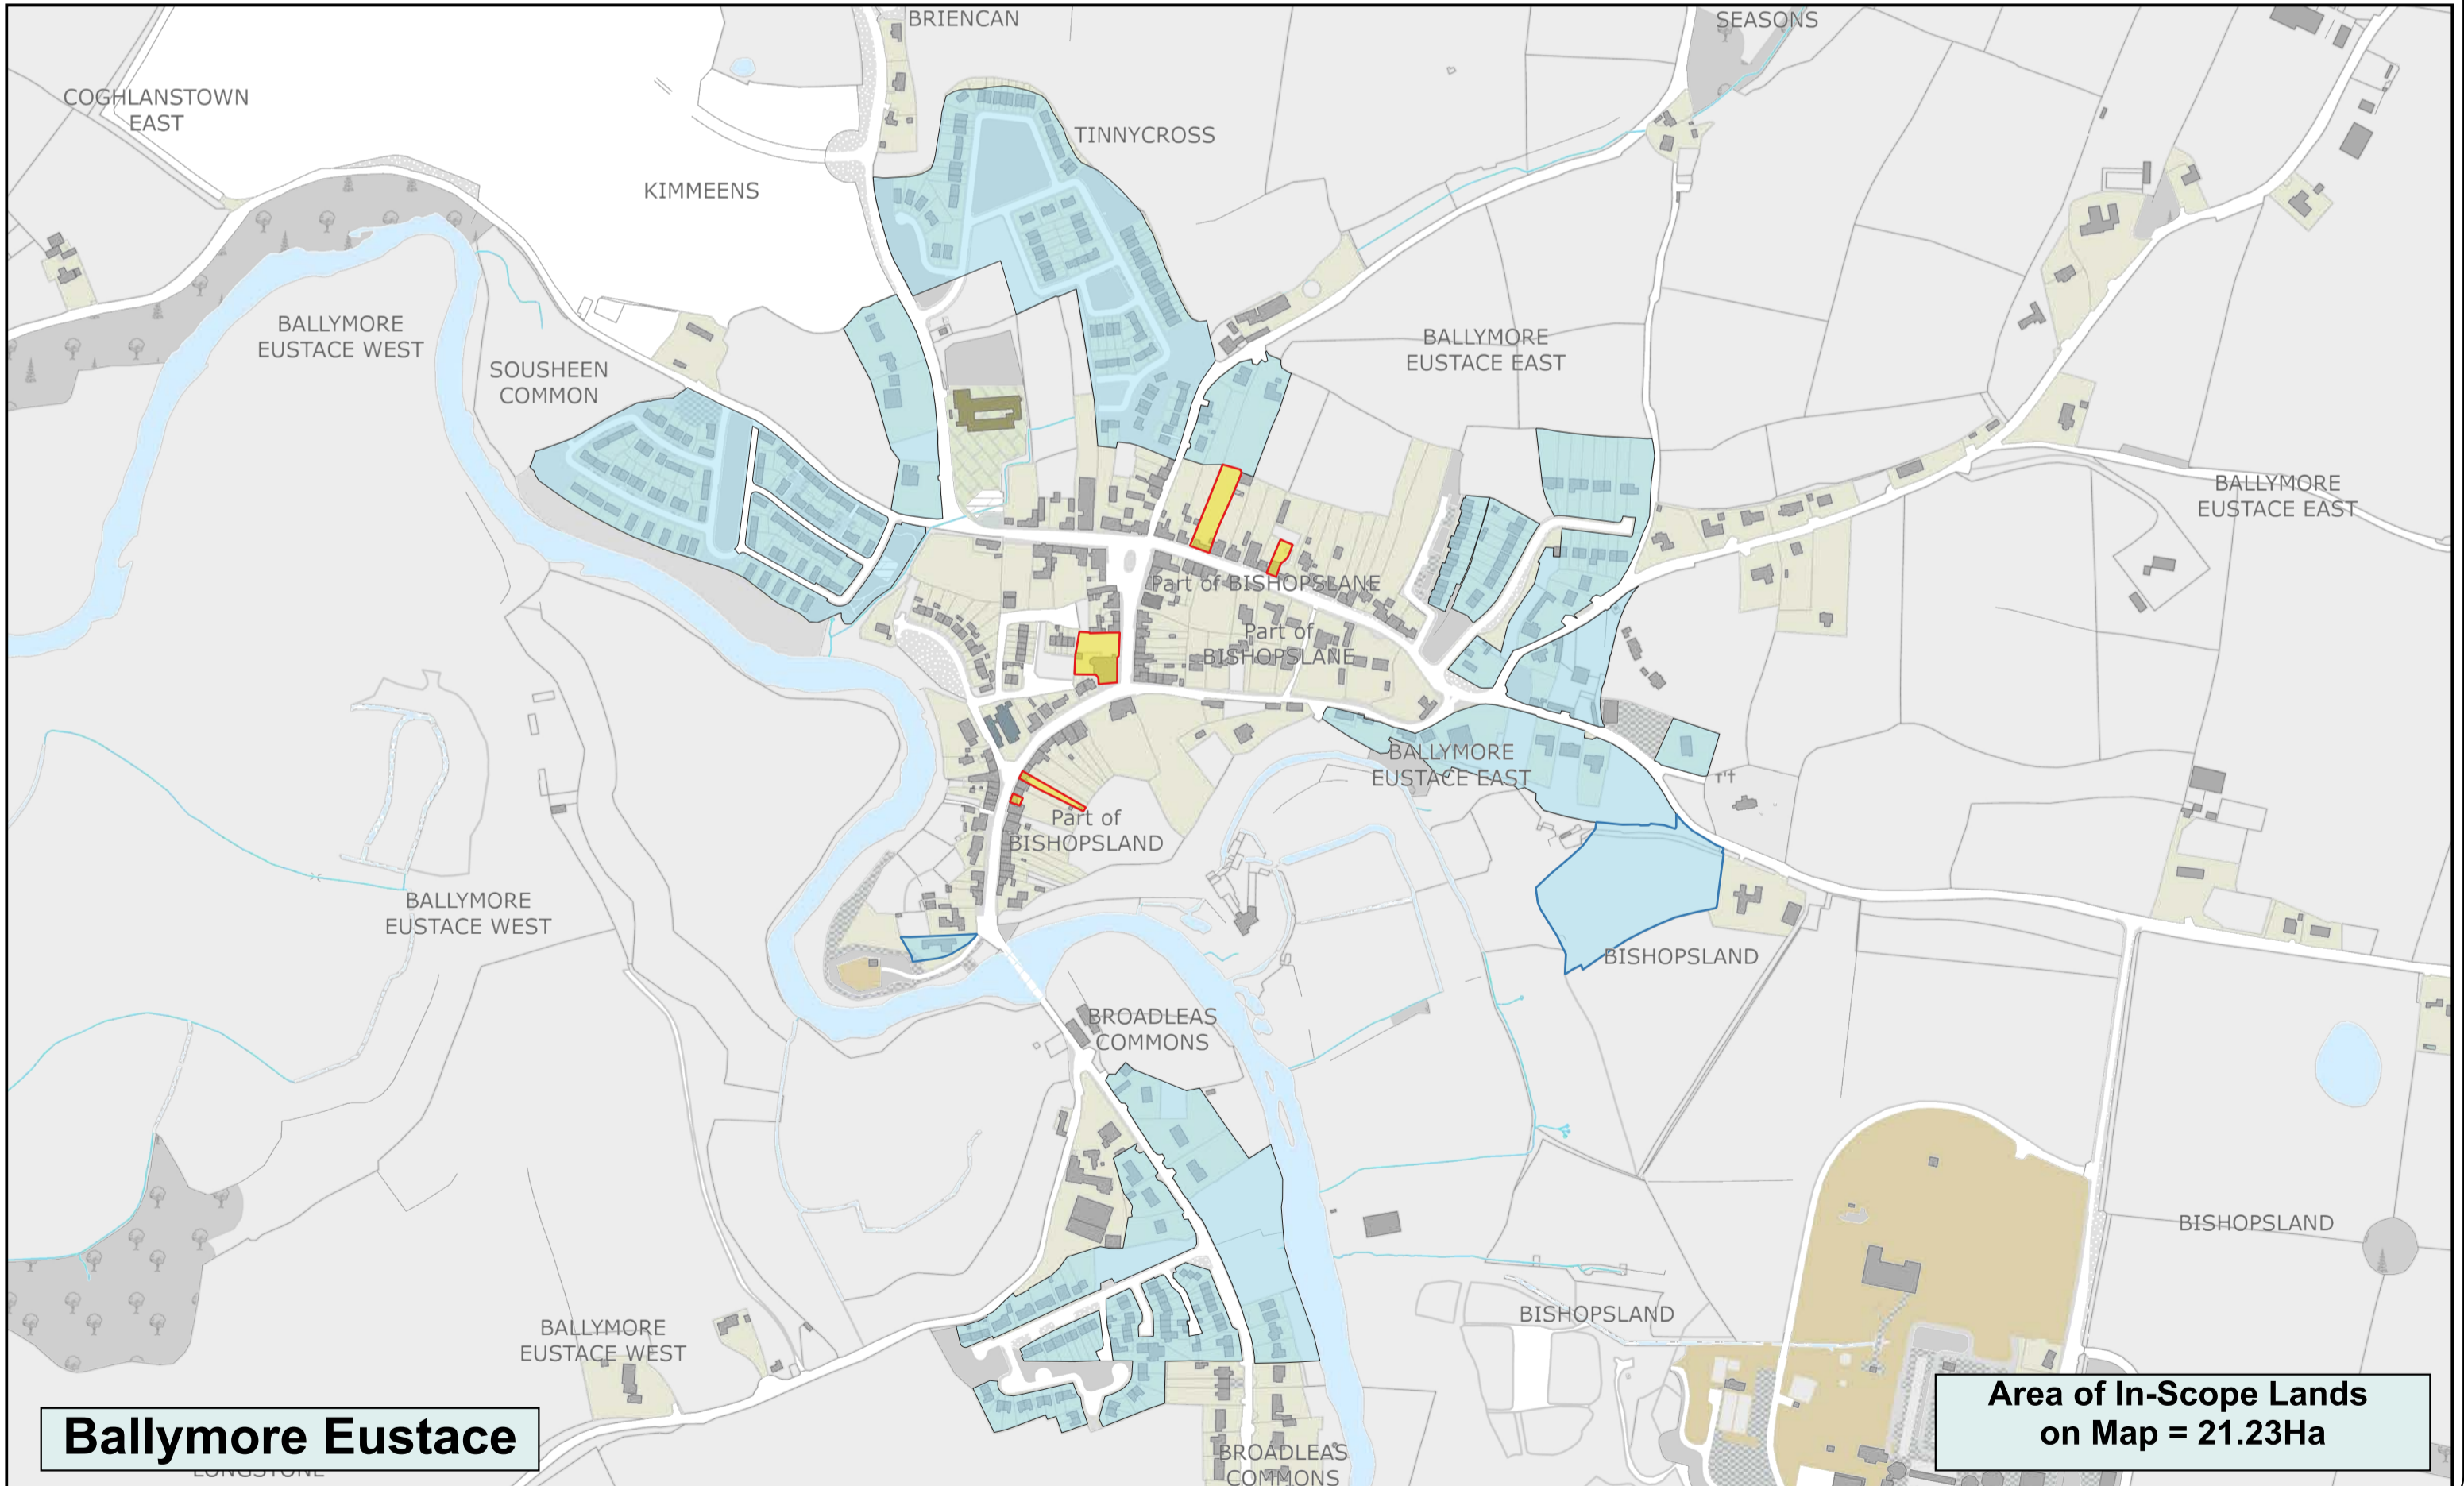 BRIENCAN
SEASONS
COGHLANSTOWN
EAST
TINNYCROSS
KIMMEENS
BALLYMORE
EUSTACE WEST
SOUSHEEN
COMMON
BALLYMORE
EUSTACE EAST
BALLYMORE
EUSTACE EAST
Part of BISHOPSLANE
Part of
BISHOPSLANE
BALLYMORE
EUSTACE EAST
Part of
BISHOPSLAND
BALLYMORE
EUSTACE WEST
BISHOPSLAND
BROADLEAS
COMMONS
BISHOPSLAND
BISHOPSLAND
BALLYMORE
EUSTACE WEST
Area of In-Scope Lands
on Map = 21.23Ha
Ballymore Eustace
LONGSTONE
BROADLEAS
COMMONS